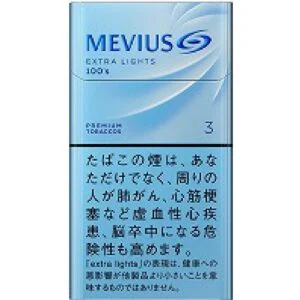 MEVIUS
EXTRA LIGHTS
100's
PREMIUM
TOBACCOS
3
たばこの煙は、あな
ただけでなく、周りの
人が肺がん、心筋梗
塞など虚血性心疾
患、脳卒中になる危
険性も高めます。
「extra lights」の表現は、健康への
悪影響が他製品より小さいことを意
味するものではありません。